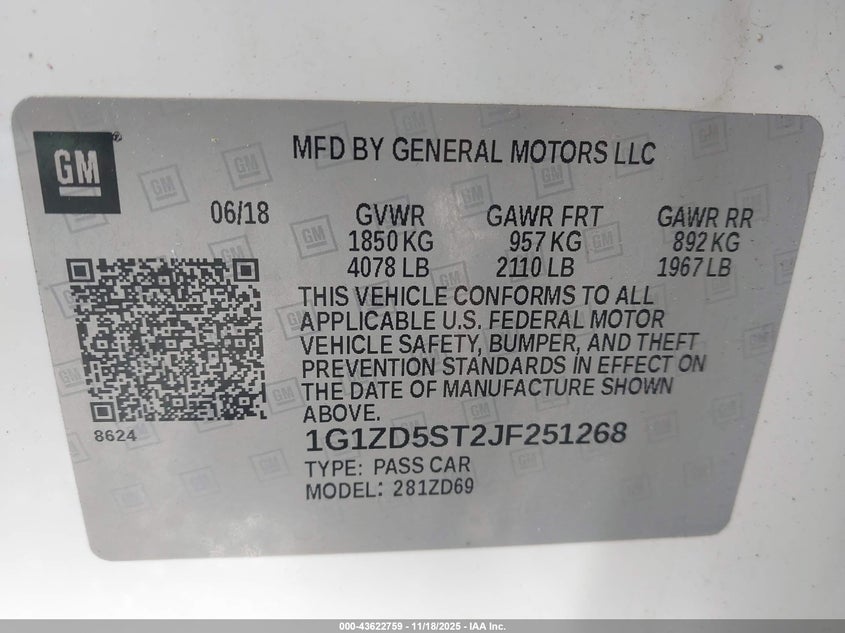 GM
MFD BY GENERAL MOTORS LLC
06/18 GVWR GAWR FRT GAWR RR
1850 KG 957 KG 892 KG
4078 LB 2110 LB 1967 LB
THIS VEHICLE CONFORMS TO ALL
APPLICABLE U.S. FEDERAL MOTOR
VEHICLE SAFETY, BUMPER, AND THEFT
PREVENTION STANDARDS IN EFFECT ON
THE DATE OF MANUFACTURE SHOWN
ABOVE.
8624
1G1ZD5ST2JF251268
TYPE: PASS CAR
MODEL: 281ZD69
000-43622759 - 11/18/2025 - IAA Inc.